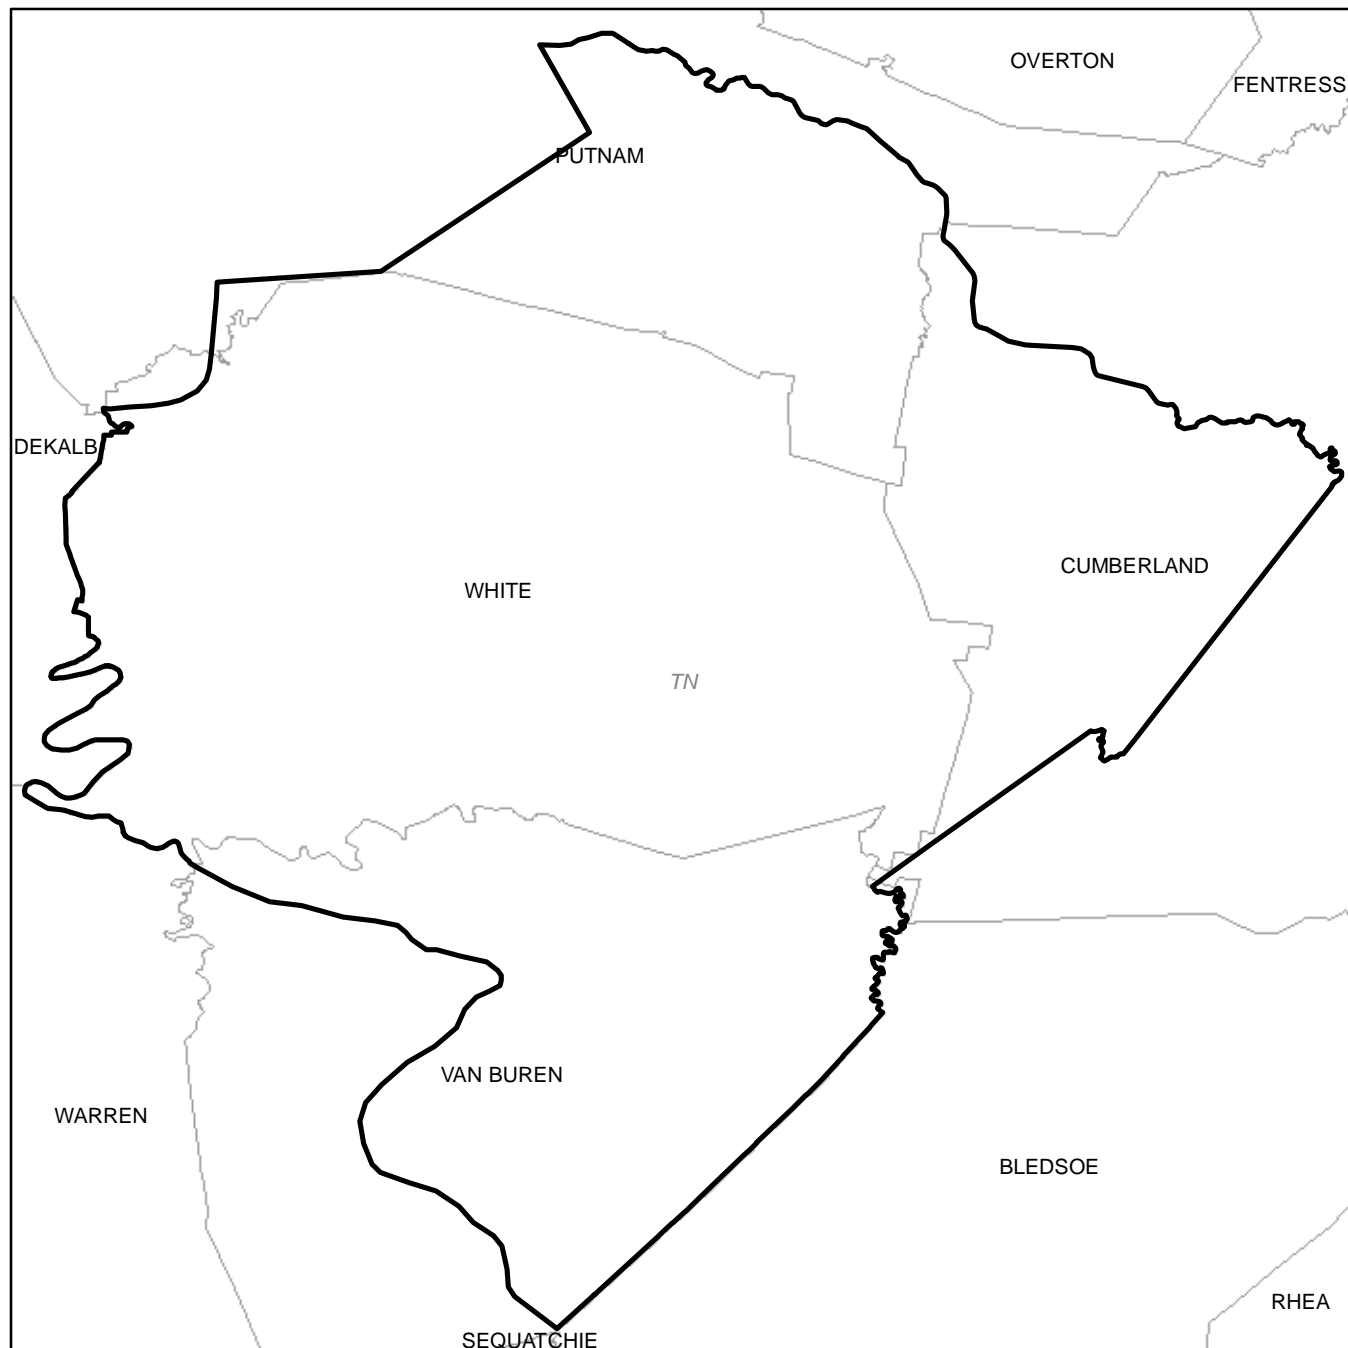 OVERTON
FENTRESS
PUTNAM
DEKALB
CUMBERLAND
WHITE
TN
VAN BUREN
WARREN
BLEDSOE
RHEA
SEQUATCHIE